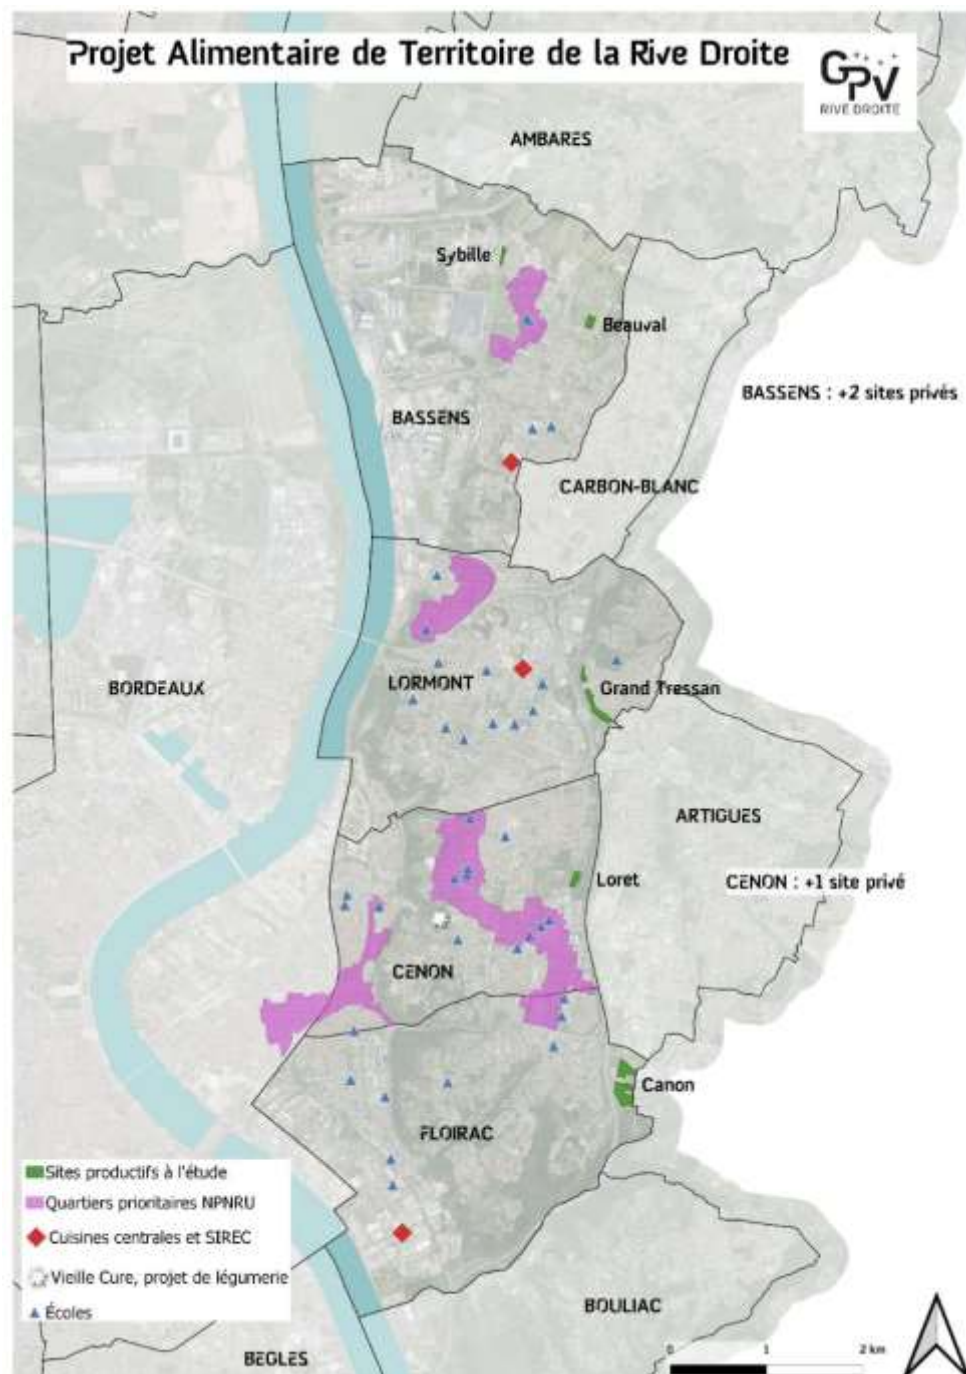 Projet Alimentaire de Territoire de la Rive Droite
GPV
RIVE DROITE
AMBARES
Sybille
Beauval
BASSENS : +2 sites privés
BASSENS
CARBON-BLANC
LORMONT
Grand Tressan
BORDEAUX
ARTIGUES
Loret
CENON : +1 site privé
CENON
Canon
FLOIRAC
Sites productifs à l'étude
Quartiers prioritaires NPNRU
Cuisines centrales et SIREC
Vieille Cure, projet de légumerie
Écoles
BOULIAC
BEGLES
0 1 2 km